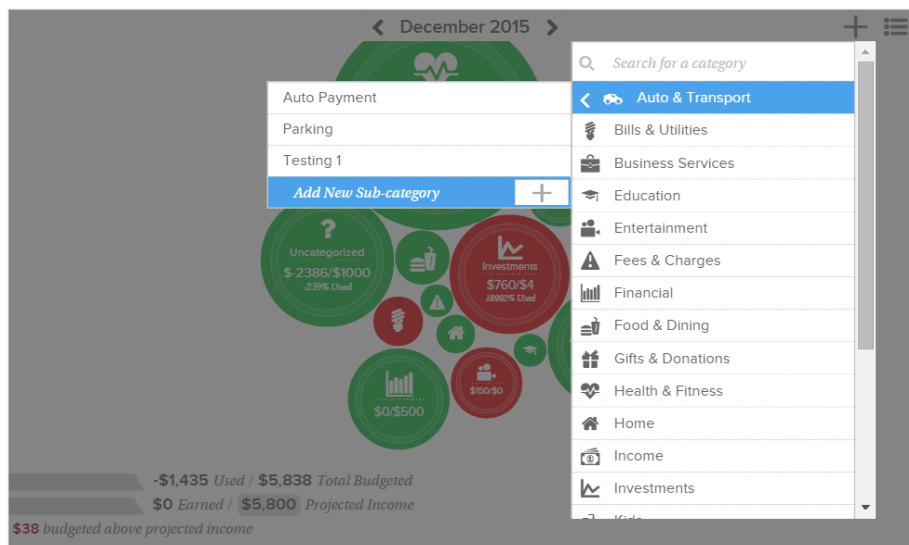 December 2015
Search for a category
Auto & Transport
Bills & Utilities
Business Services
Education
Entertainment
Fees & Charges
Financial
Food & Dining
Gifts & Donations
Health & Fitness
Home
Income
Investments
Kids
Auto Payment
Parking
Testing 1
Add New Sub-category
Uncategorized
$-2386/$1000
-239% Used
Investments
$760/$4
18992% Used
$150/$0
$0/$500
-$1,435 Used / $5,838 Total Budgeted
$0 Earned / $5,800 Projected Income
$38 budgeted above projected income